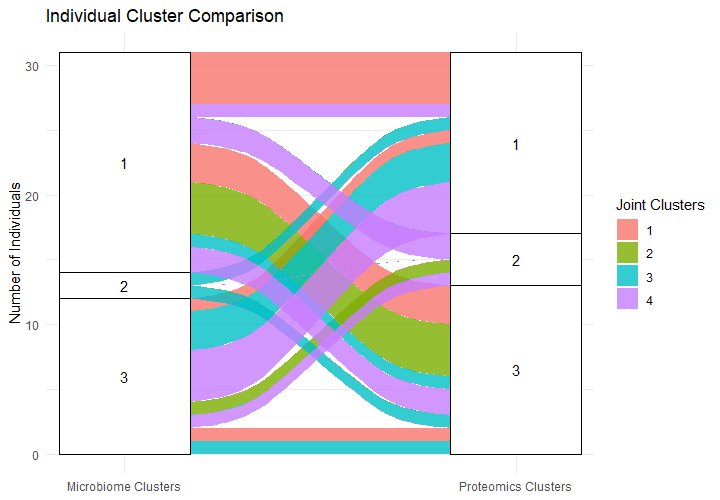 Individual Cluster Comparison
Number of Individuals
30
20
10
0
1
2
3
1
2
3
Microbiome Clusters
Proteomics Clusters
Joint Clusters
1
2
3
4